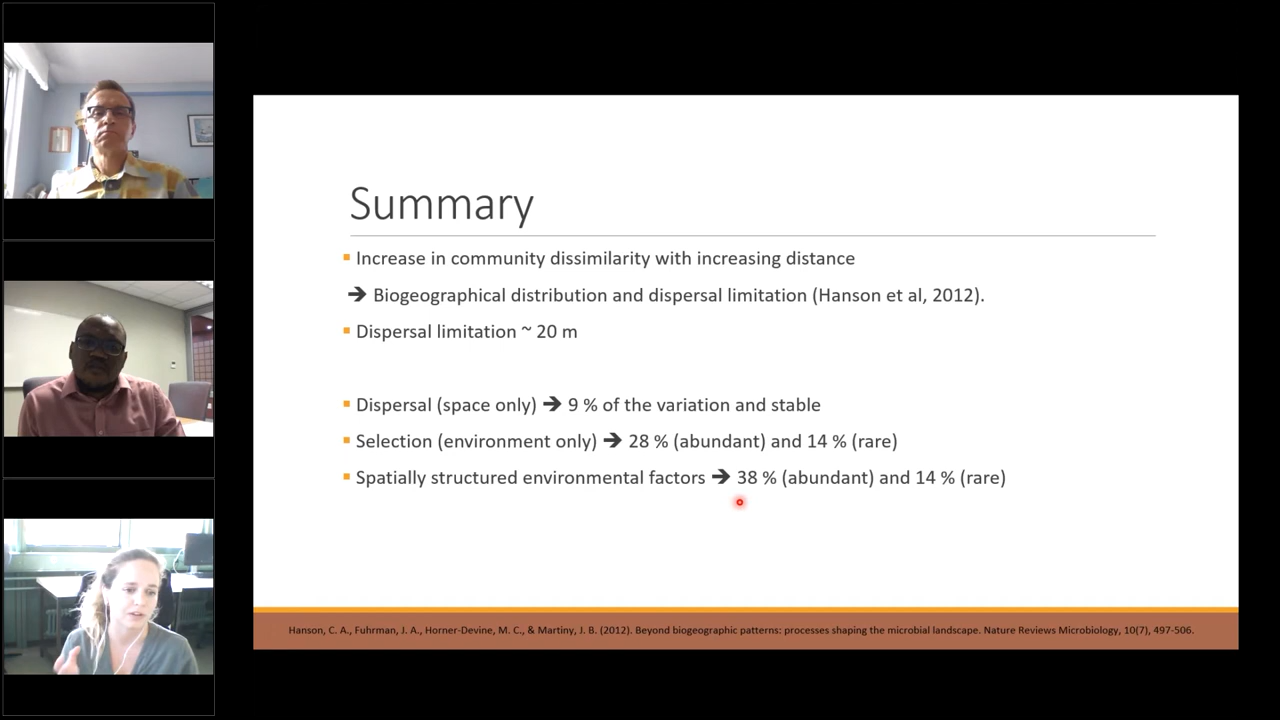 Summary
▪ Increase in community dissimilarity with increasing distance
➔ Biogeographical distribution and dispersal limitation (Hanson et al, 2012).
▪ Dispersal limitation ~ 20 m
▪ Dispersal (space only) ➔ 9 % of the variation and stable
▪ Selection (environment only) ➔ 28 % (abundant) and 14 % (rare)
▪ Spatially structured environmental factors ➔ 38 % (abundant) and 14 % (rare)
Hanson, C. A., Fuhrman, J. A., Horner-Devine, M. C., & Martiny, J. B. (2012). Beyond biogeographic patterns: processes shaping the microbial landscape. Nature Reviews Microbiology, 10(7), 497-506.